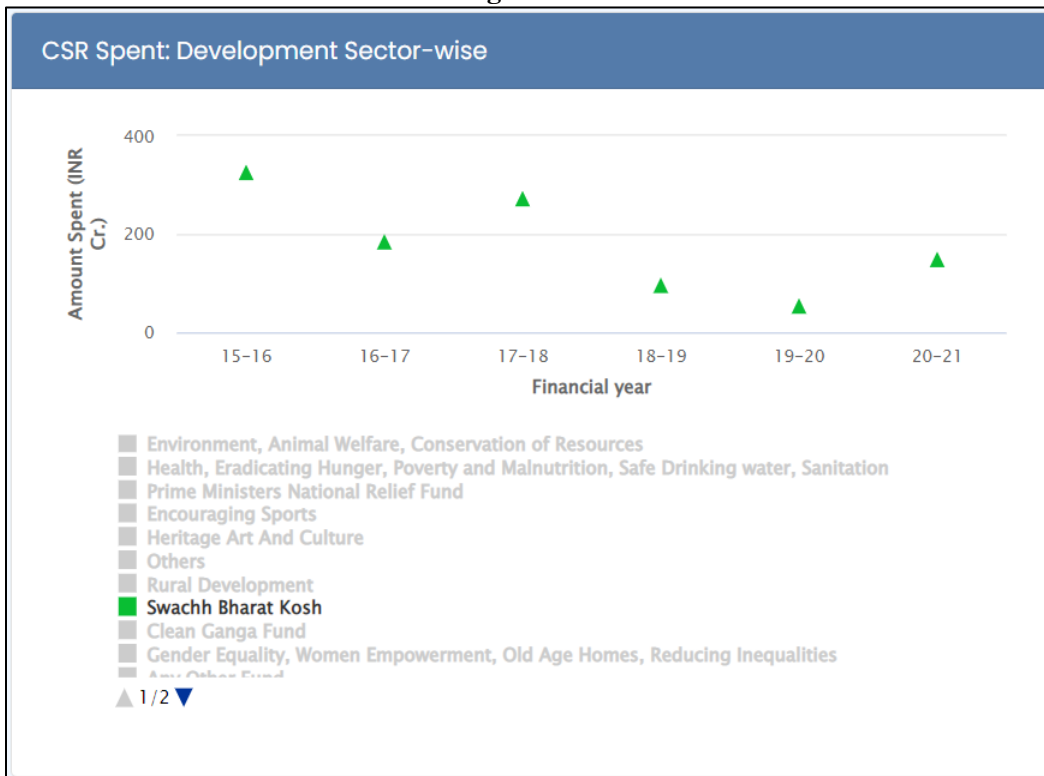 CSR Spent: Development Sector-wise
Amount Spent (INR
Cr.)
400
200
0
15-16 16-17 17-18 18-19 19-20 20-21
Financial year
Environment, Animal Welfare, Conservation of Resources
Health, Eradicating Hunger, Poverty and Malnutrition, Safe Drinking water, Sanitation
Prime Ministers National Relief Fund
Encouraging Sports
Heritage Art And Culture
Others
Rural Development
Swachh Bharat Kosh
Clean Ganga Fund
Gender Equality, Women Empowerment, Old Age Homes, Reducing Inequalities
Any Other Fund
1/2